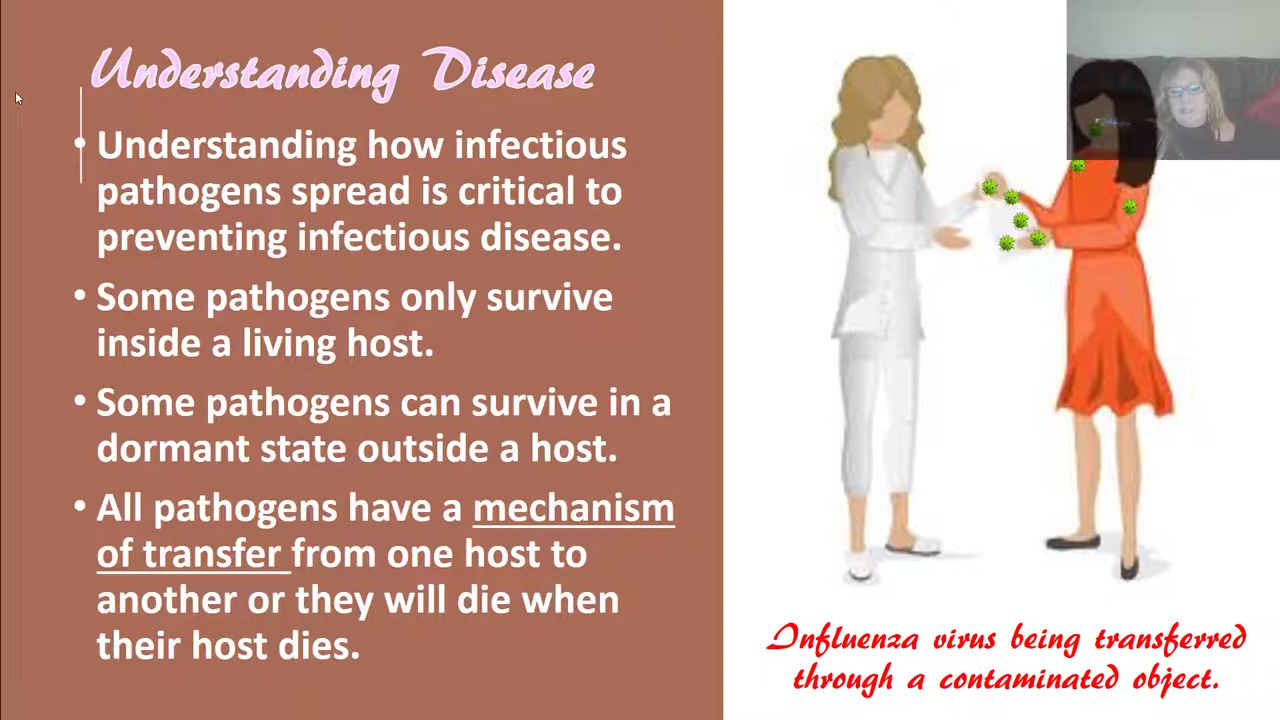 Understanding Disease
• Understanding how infectious
pathogens spread is critical to
preventing infectious disease.
• Some pathogens only survive
inside a living host.
• Some pathogens can survive in a
dormant state outside a host.
• All pathogens have a mechanism
of transfer from one host to
another or they will die when
their host dies.
Influenza virus being transferred
through a contaminated object.